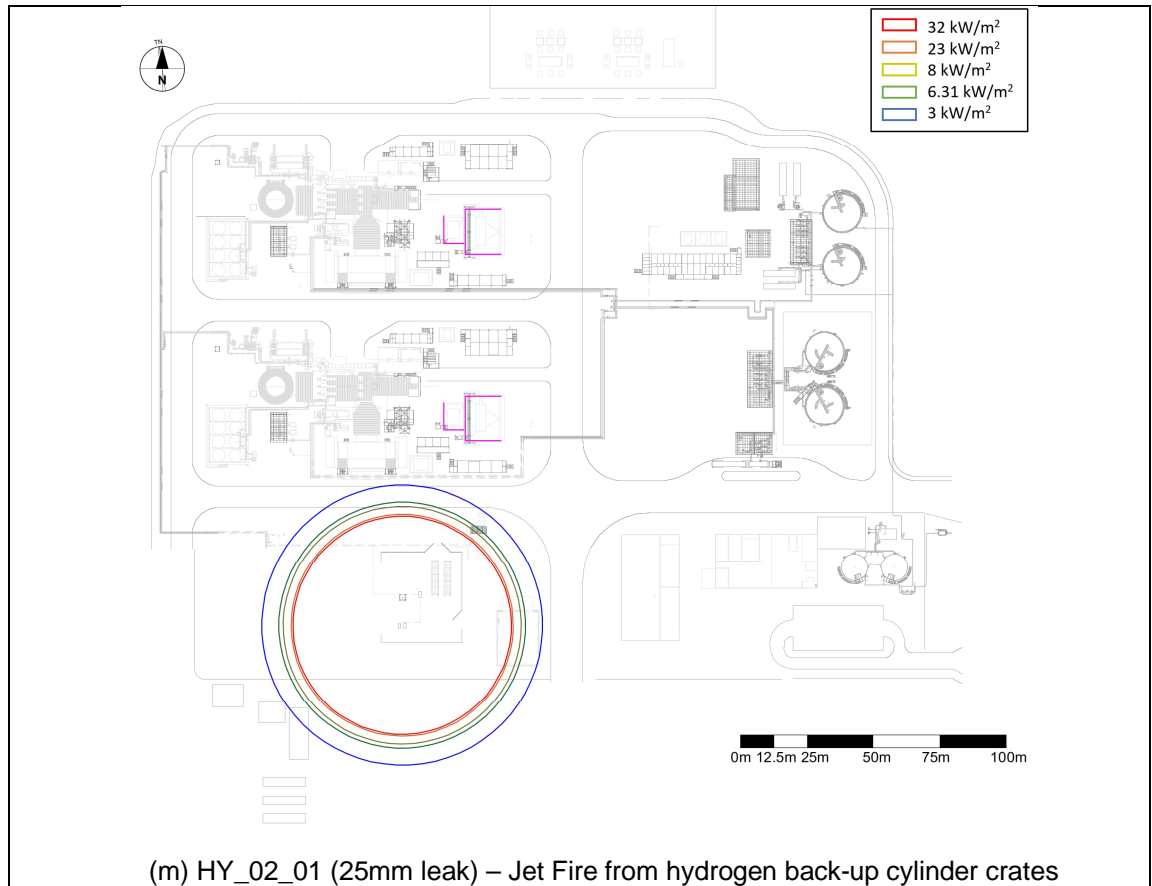 32 kW/m²
23 kW/m²
8 kW/m²
6.31 kW/m²
3 kW/m²
TN
N
0m 12.5m 25m 50m 75m 100m
(m) HY_02_01 (25mm leak) – Jet Fire from hydrogen back-up cylinder crates